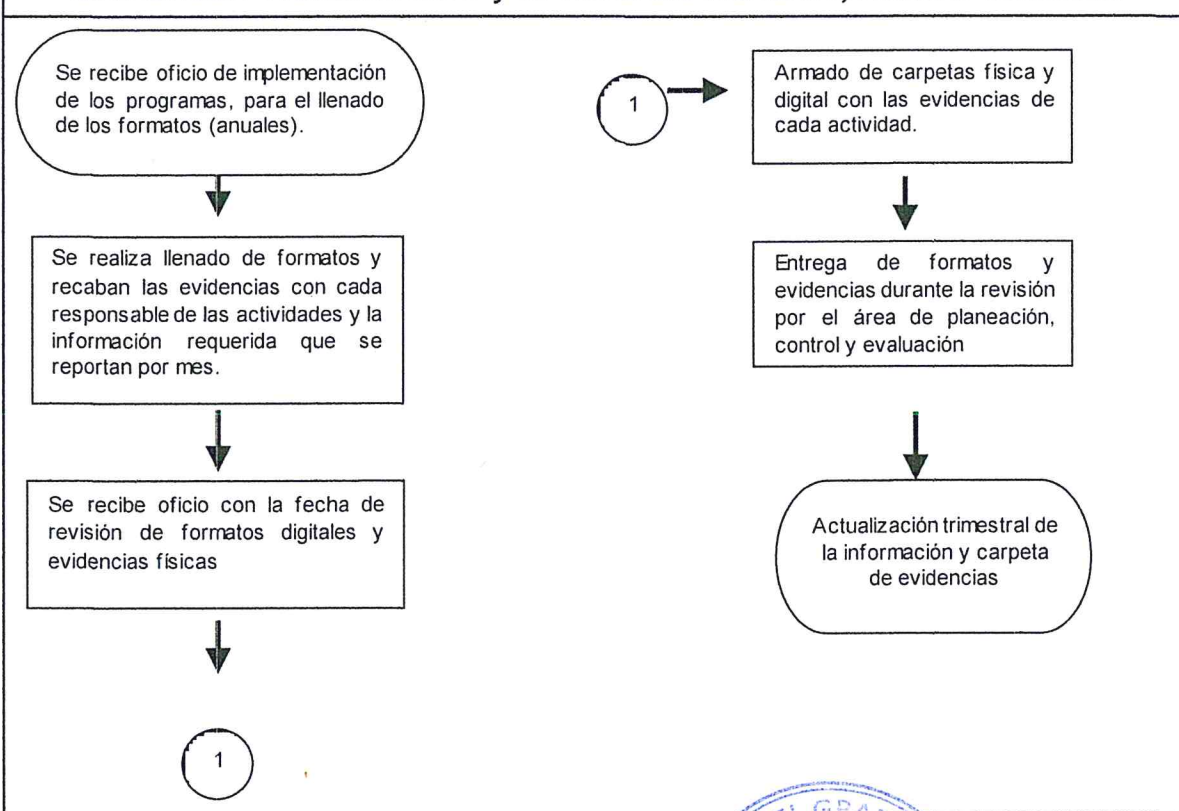 Se recibe oficio de implementación
de los programas, para el llenado
de los formatos (anuales).
Se realiza llenado de formatos y
recaban las evidencias con cada
responsable de las actividades y la
información requerida que se
reportan por mes.
Se recibe oficio con la fecha de
revisión de formatos digitales y
evidencias físicas
1
1
Armado de carpetas física y
digital con las evidencias de
cada actividad.
Entrega de formatos y
evidencias durante la revisión
por el área de planeación,
control y evaluación
Actualización trimestral de
la información y carpeta
de evidencias